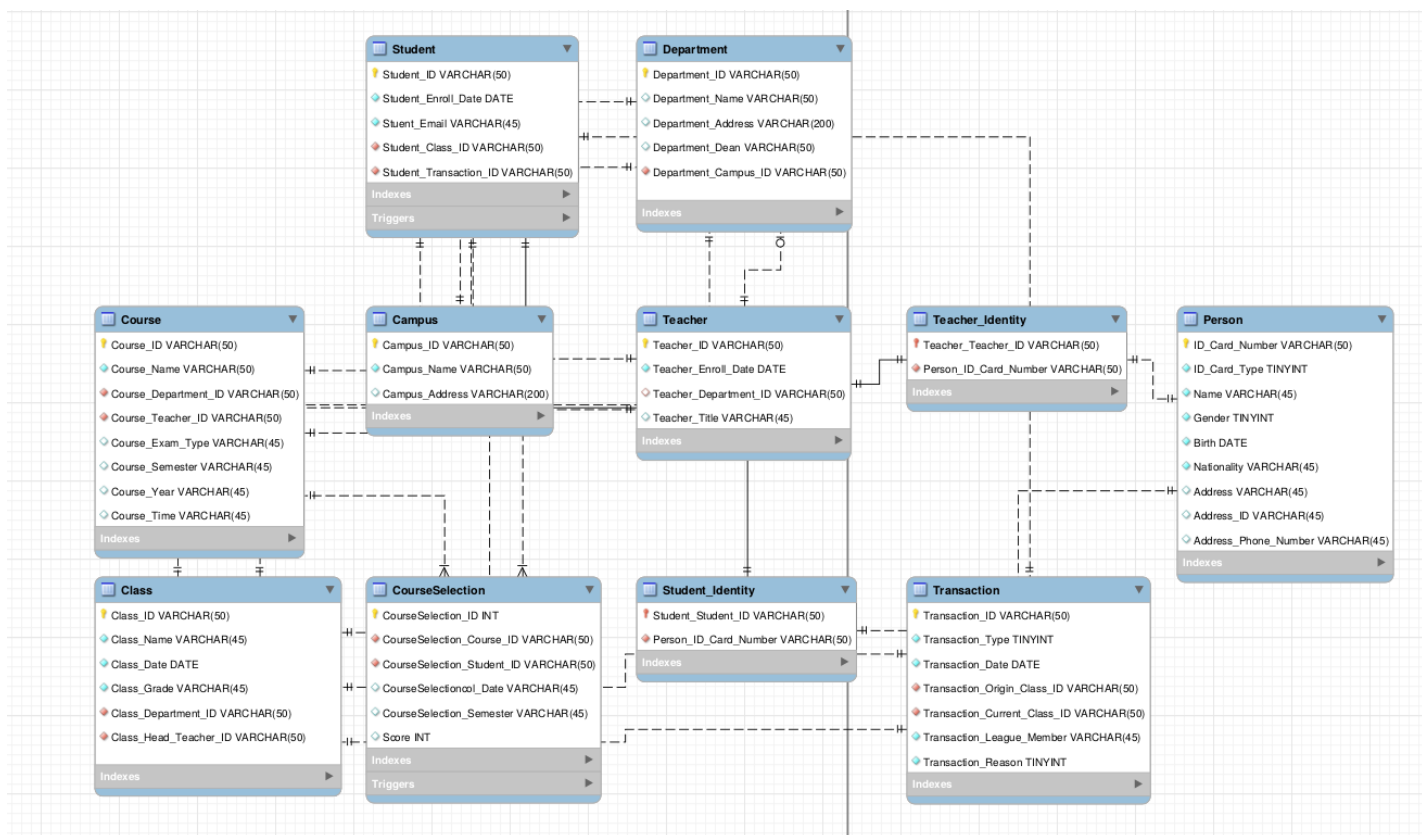 Student
Student_ID VARCHAR(50)
Student_Enroll_Date DATE
Stuent_Email VARCHAR(45)
Student_Class_ID VARCHAR(50)
Student_Transaction_ID VARCHAR(50)
Indexes
Triggers
Department
Department_ID VARCHAR(50)
Department_Name VARCHAR(50)
Department_Address VARCHAR(200)
Department_Dean VARCHAR(50)
Department_Campus_ID VARCHAR(50)
Indexes
Course
Course_ID VARCHAR(50)
Course_Name VARCHAR(50)
Course_Department_ID VARCHAR(50)
Course_Teacher_ID VARCHAR(50)
Course_Exam_Type VARCHAR(45)
Course_Semester VARCHAR(45)
Course_Year VARCHAR(45)
Course_Time VARCHAR(45)
Indexes
Campus
Campus_ID VARCHAR(50)
Campus_Name VARCHAR(50)
Campus_Address VARCHAR(200)
Indexes
Teacher
Teacher_ID VARCHAR(50)
Teacher_Enroll_Date DATE
Teacher_Department_ID VARCHAR(50)
Teacher_Title VARCHAR(45)
Indexes
Teacher_Identity
Teacher_Teacher_ID VARCHAR(50)
Person_ID_Card_Number VARCHAR(50)
Indexes
Person
ID_Card_Number VARCHAR(50)
ID_Card_Type TINYINT
Name VARCHAR(45)
Gender TINYINT
Birth DATE
Nationality VARCHAR(45)
Address VARCHAR(45)
Address_ID VARCHAR(45)
Address_Phone_Number VARCHAR(45)
Indexes
Class
Class_ID VARCHAR(50)
Class_Name VARCHAR(45)
Class_Date DATE
Class_Grade VARCHAR(45)
Class_Department_ID VARCHAR(50)
Class_Head_Teacher_ID VARCHAR(50)
Indexes
CourseSelection
CourseSelection_ID INT
CourseSelection_Course_ID VARCHAR(50)
CourseSelection_Student_ID VARCHAR(50)
CourseSelectioncol_Date VARCHAR(45)
CourseSelection_Semester VARCHAR(45)
Score INT
Indexes
Triggers
Student_Identity
Student_Student_ID VARCHAR(50)
Person_ID_Card_Number VARCHAR(50)
Indexes
Transaction
Transaction_ID VARCHAR(50)
Transaction_Type TINYINT
Transaction_Date DATE
Transaction_Origin_Class_ID VARCHAR(50)
Transaction_Current_Class_ID VARCHAR(50)
Transaction_League_Member VARCHAR(45)
Transaction_Reason TINYINT
Indexes